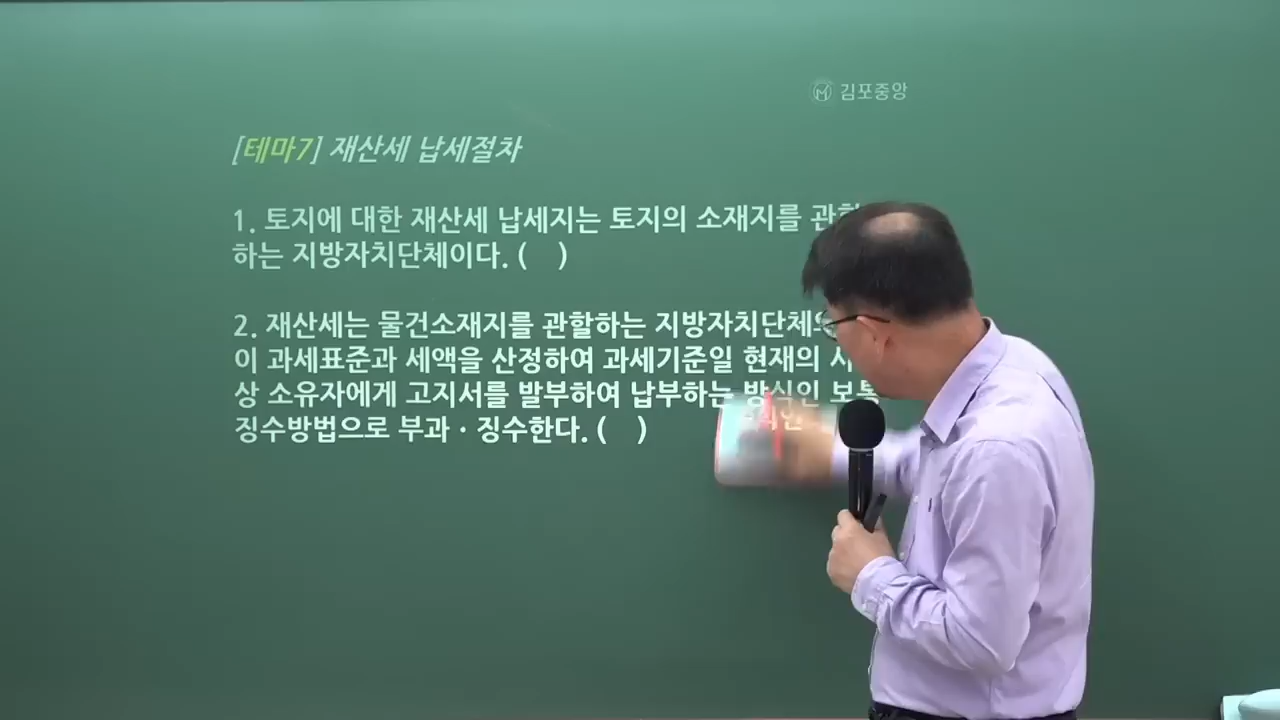 김포중앙
[테마7] 재산세 납세절차
1. 토지에 대한 재산세 납세지는 토지의 소재지를
하는 지방자치단체이다. (   )
2. 재산세는 물건소재지를 관할하는 지방자치단체의
이 과세표준과 세액을 산정하여 과세기준일 현재의
상 소유자에게 고지서를 발부하여 납부하는 방식인 보통
징수방법으로 부과 · 징수한다. (   )